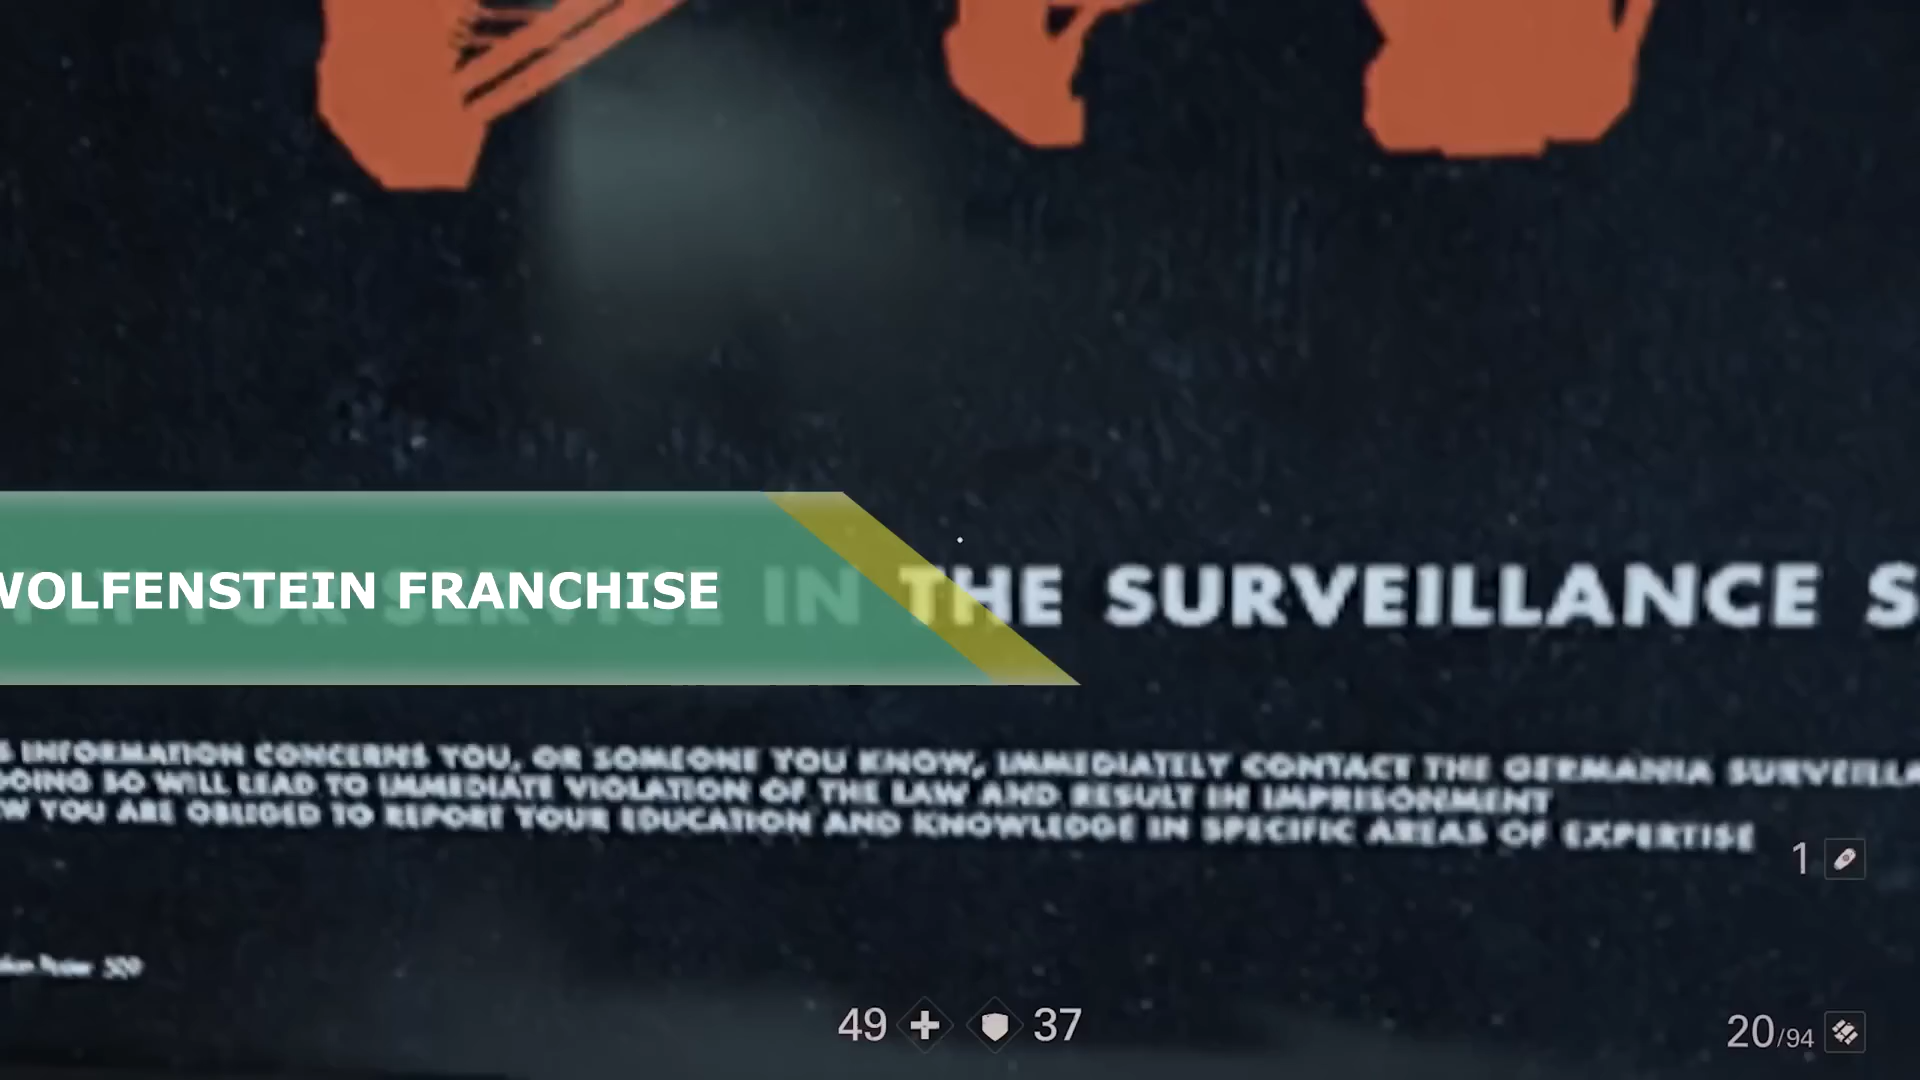 WOLFENSTEIN FRANCHISE
IN THE SURVEILLANCE
INFORMATION CONCERNS YOU, OR SOMEONE YOU KNOW, IMMEDIATELY CONTACT THE GERMANIA
SO WILL LEAD TO IMMEDIATE VIOLATION OF THE LAW AND RESULT IN IMPRISONMENT
YOU ARE OBLIGED TO REPORT YOUR EDUCATION AND KNOWLEDGE IN SPECIFIC AREAS OF EXPERTISE
1
49 37
20/94